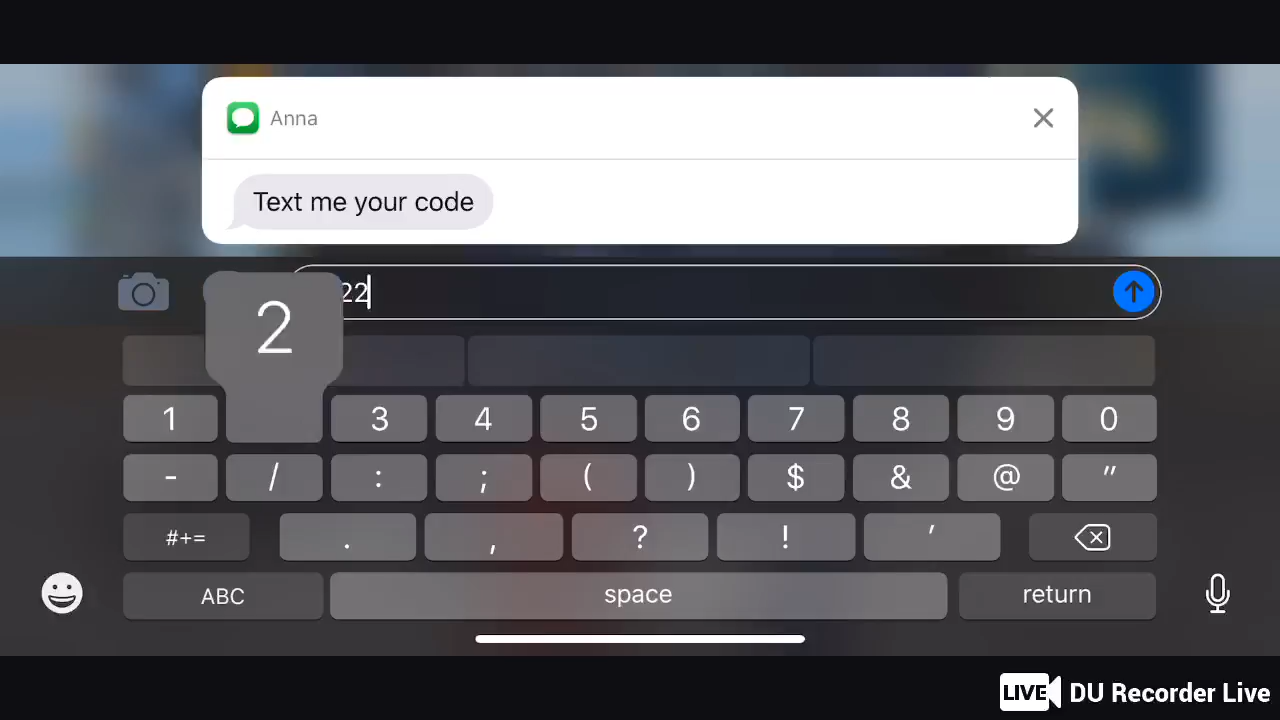 Anna
Text me your code
22
2
1 3 4 5 6 7 8 9 0
- / : ; ( ) $ & @ "
#+= . , ? ! '
ABC space return
LIVE DU Recorder Live